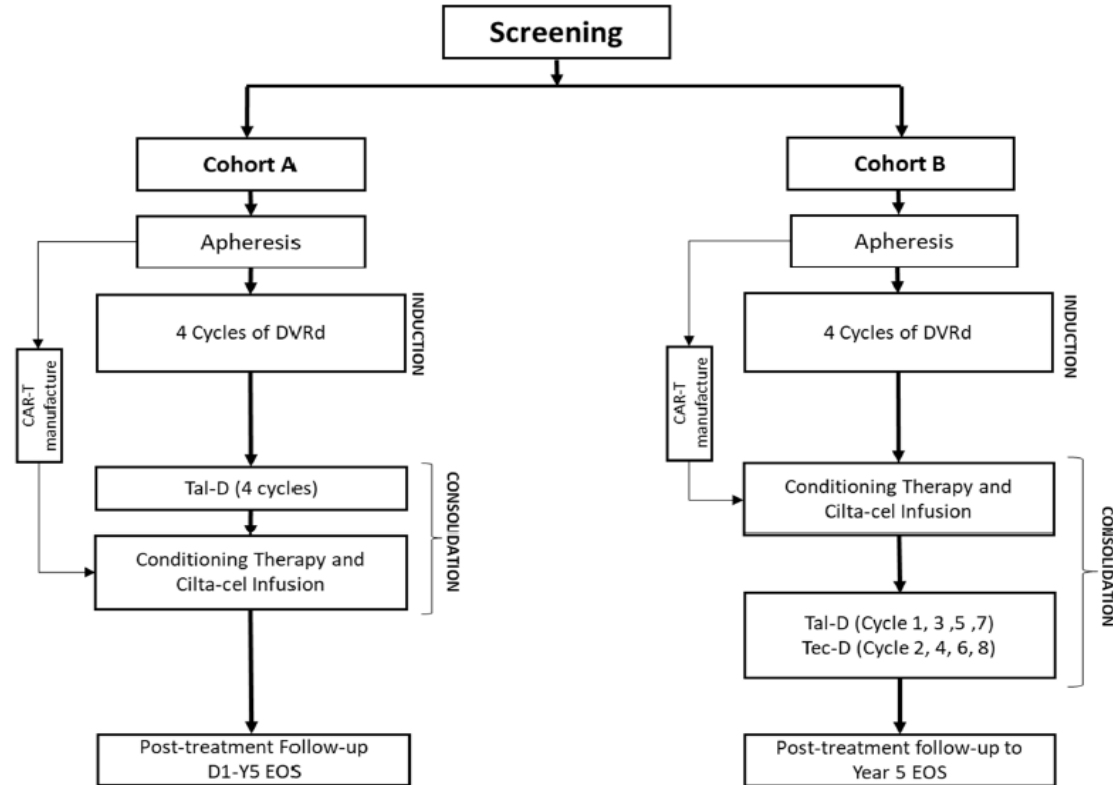 Screening
Cohort A
Apheresis
4 Cycles of DVRd
INDUCTION
CAR-T
manufacture
Tal-D (4 cycles)
Conditioning Therapy and
Cilta-cel Infusion
CONSOLIDATION
Post-treatment Follow-up
D1-Y5 EOS
Cohort B
Apheresis
4 Cycles of DVRd
INDUCTION
CAR-T
manufacture
Conditioning Therapy and
Cilta-cel Infusion
Tal-D (Cycle 1, 3 ,5 ,7)
Tec-D (Cycle 2, 4, 6, 8)
CONSOLIDATION
Post-treatment follow-up to
Year 5 EOS